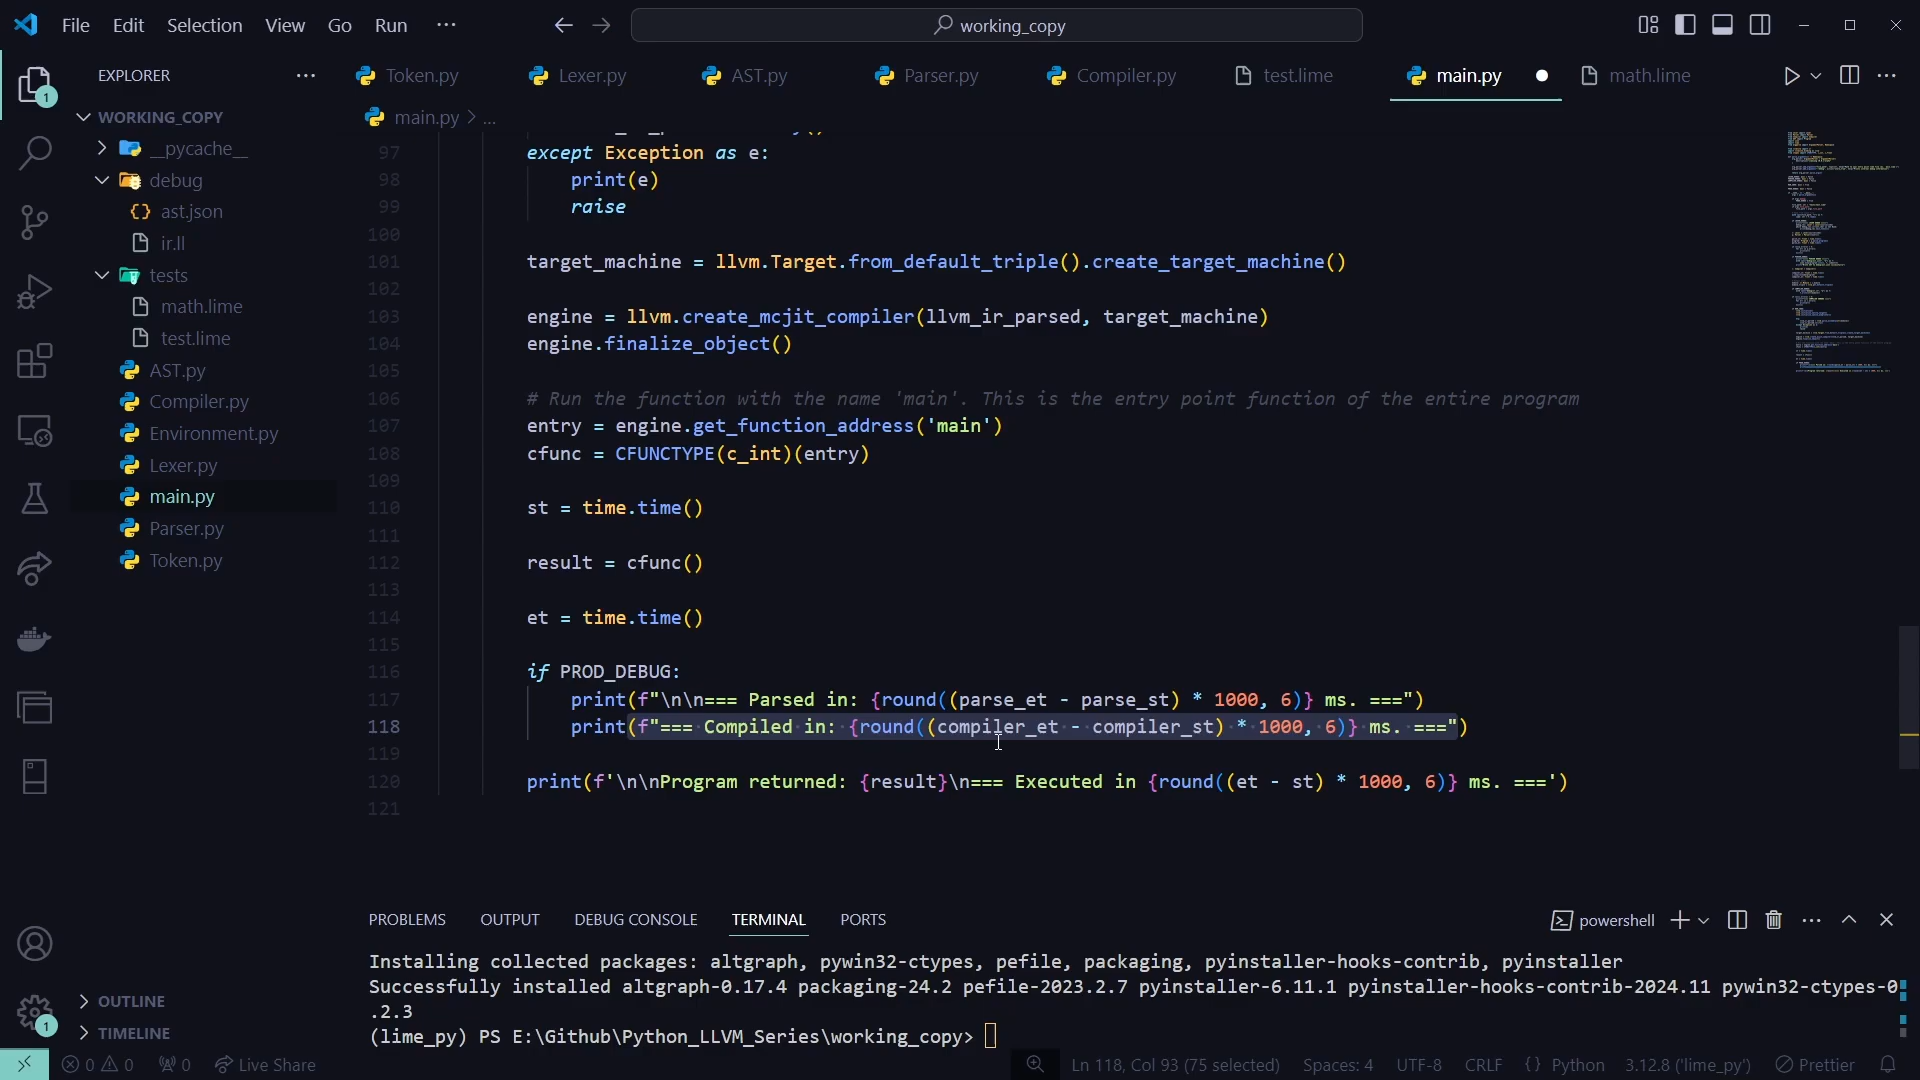 File Edit Selection View Go Run ···
working_copy
EXPLORER ···
Token.py Lexer.py AST.py Parser.py Compiler.py test.lime main.py math.lime
WORKING_COPY
__pycache__
debug
ast.json
ir.ll
tests
math.lime
test.lime
AST.py
Compiler.py
Environment.py
Lexer.py
main.py
Parser.py
Token.py
OUTLINE
TIMELINE
1
1
main.py > ...
97 except Exception as e:
98 print(e)
99 raise
100
101 target_machine = llvm.Target.from_default_triple().create_target_machine()
102
103 engine = llvm.create_mcjit_compiler(llvm_ir_parsed, target_machine)
104 engine.finalize_object()
105
106 # Run the function with the name 'main'. This is the entry point function of the entire program
107 entry = engine.get_function_address('main')
108 cfunc = CFUNCTYPE(c_int)(entry)
109
110 st = time.time()
111
112 result = cfunc()
113
114 et = time.time()
115
116 if PROD_DEBUG:
117 print(f"\n\n=== Parsed in: {round((parse_et - parse_st) * 1000, 6)} ms. ===")
118 print(f"=== Compiled in: {round((compiler_et - compiler_st) * 1000, 6)} ms. ===")
119
120 print(f'\n\nProgram returned: {result}\n=== Executed in {round((et - st) * 1000, 6)} ms. ===')
121
PROBLEMS OUTPUT DEBUG CONSOLE TERMINAL PORTS
powershell
Installing collected packages: altgraph, pywin32-ctypes, pefile, packaging, pyinstaller-hooks-contrib, pyinstaller
Successfully installed altgraph-0.17.4 packaging-24.2 pefile-2023.2.7 pyinstaller-6.11.1 pyinstaller-hooks-contrib-2024.11 pywin32-ctypes-0
.2.3
(lime_py) PS E:\Github\Python_LLVM_Series\working_copy>
0 0 0 Live Share Ln 118, Col 93 (75 selected) Spaces: 4 UTF-8 CRLF {} Python 3.12.8 ('lime_py') Prettier